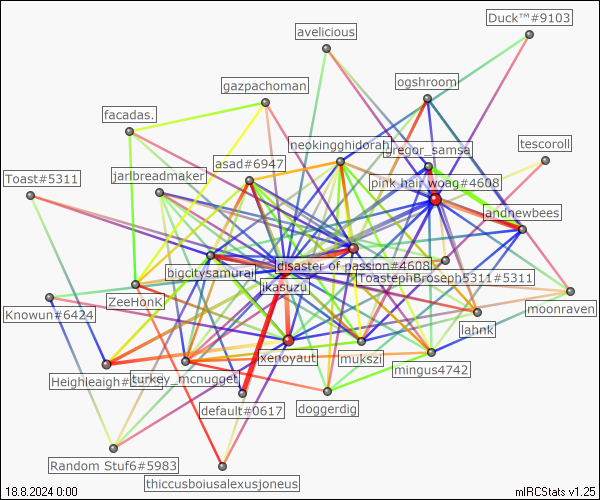 Duck™#9103
avelicious
ogshroom
gazpachoman
facadas.
neokingghidorah
gregor_samsa
tescoroll
asad#6947
jarlbreadmaker
Toast#5311
pink hair woag#4608
andnewbees
bigcitysamurai
disaster of passion#4608
ToastephBroseph5311#5311
jkasuzu
ZeeHonK
moonraven
Knowun#6424
lahnk
xenoyaut
mukszi
mingus4742
Heighleaigh#
turkey_mcnugget
default#0617
doggerdig
Random Stuf6#5983
thiccusboiusalexusjoneus
18.8.2024 0:00
mIRCStats v1.25